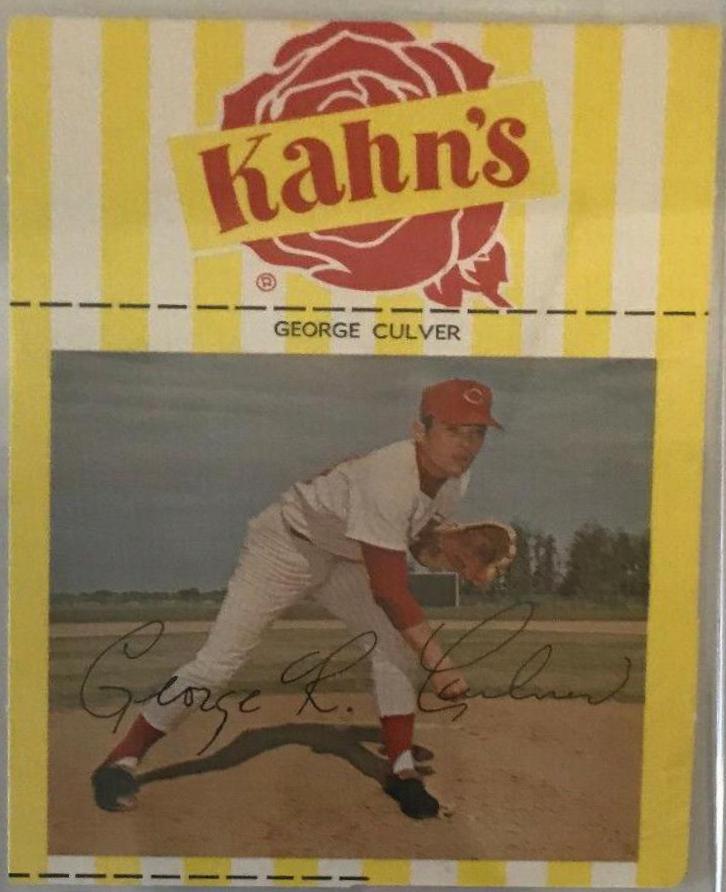 Kahn's
®
GEORGE CULVER
C
George R. Culver